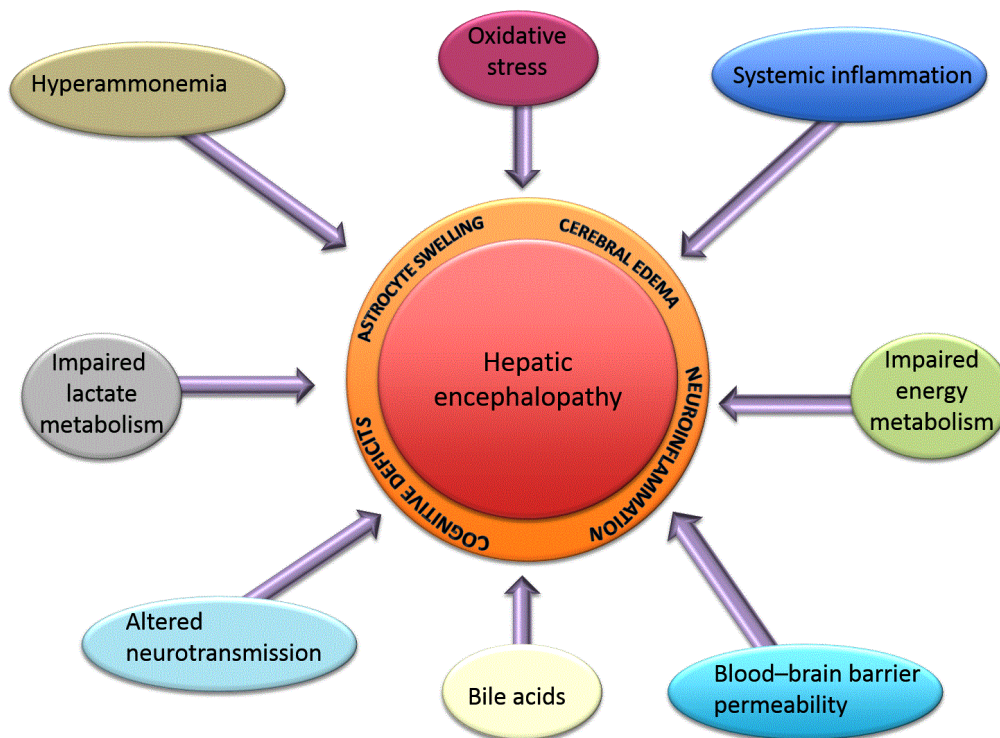 Oxidative
stress
Hyperammonemia
Systemic inflammation
ASTROCYTE SWELLING
CEREBRAL EDEMA
Hepatic
encephalopathy
Impaired
lactate
metabolism
Impaired
energy
metabolism
COGNITIVE DEFICITS
NEUROINFLAMMATION
Altered
neurotransmission
Bile acids
Blood–brain barrier
permeability